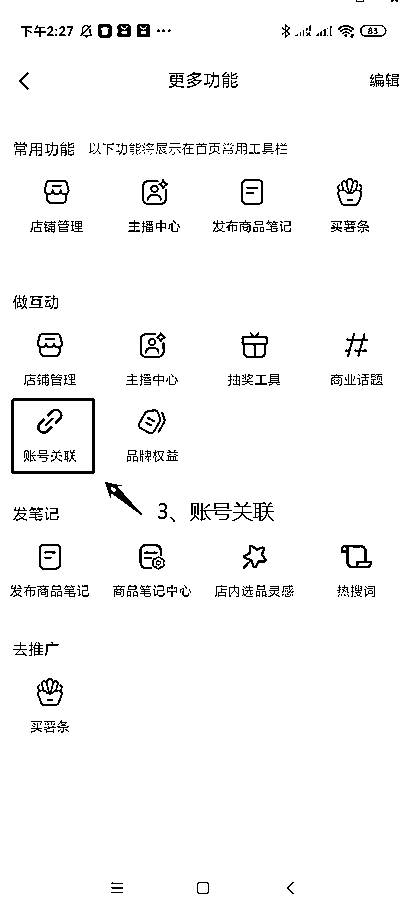 下午2:27 ··· 83
更多功能 编辑
常用功能 以下功能将展示在首页常用工具栏
店铺管理 主播中心 发布商品笔记 买薯条
做互动
店铺管理 主播中心 抽奖工具 商业话题
账号关联 品牌权益
3、账号关联
发笔记
发布商品笔记 商品笔记中心 店内选品灵感 热搜词
去推广
买薯条